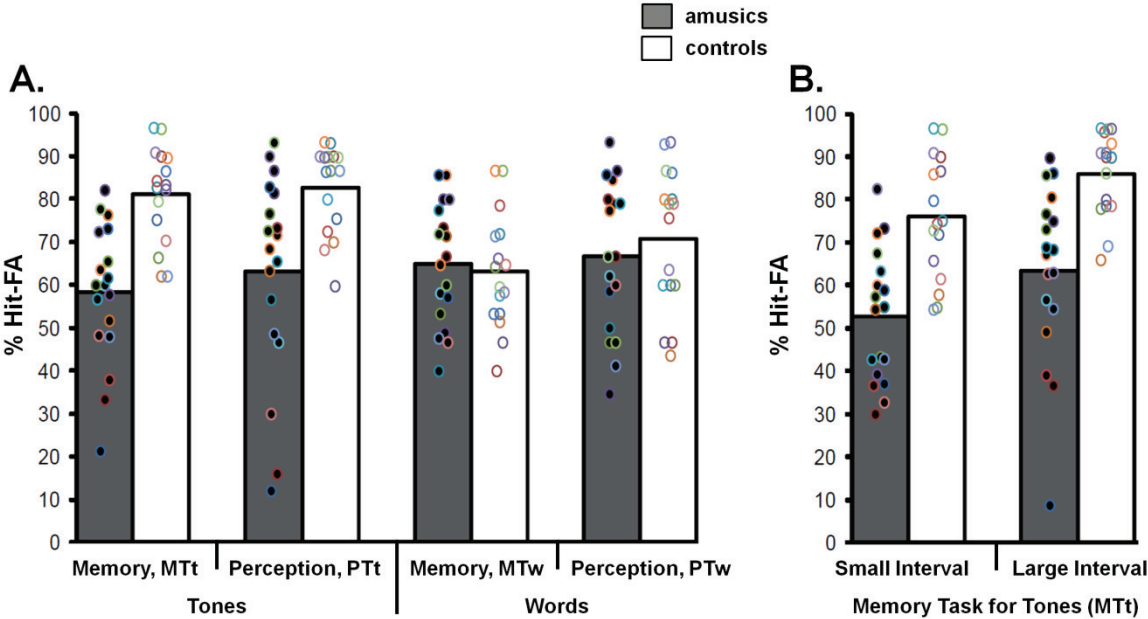 amusics
controls
A.
% Hit-FA
100
90
80
70
60
50
40
30
20
10
0
Memory, MTt
Perception, PTt
Memory, MTw
Perception, PTw
Tones
Words
B.
% Hit-FA
100
90
80
70
60
50
40
30
20
10
0
Small Interval
Large Interval
Memory Task for Tones (MTt)